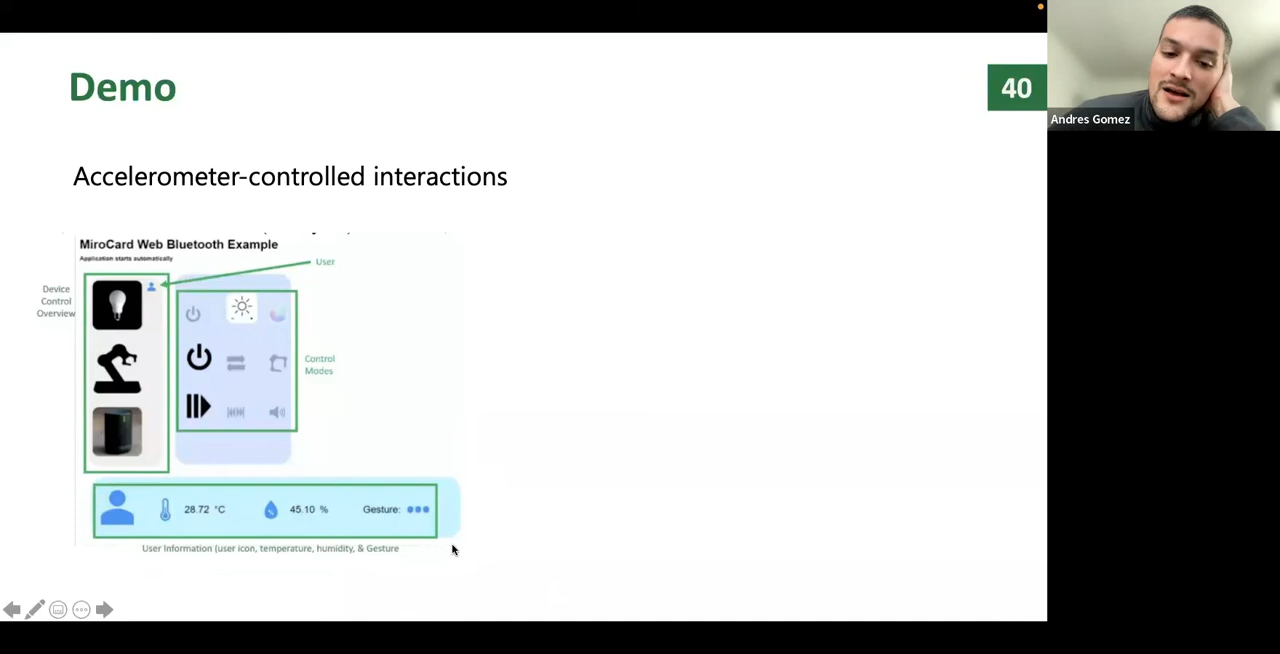 Demo
40
Andres Gomez
Accelerometer-controlled interactions
MiroCard Web Bluetooth Example
Application starts automatically
User
Device
Control
Overview
Control
Modes
28.72 °C
45.10 %
Gesture:
User Information (user icon, temperature, humidity, & Gesture